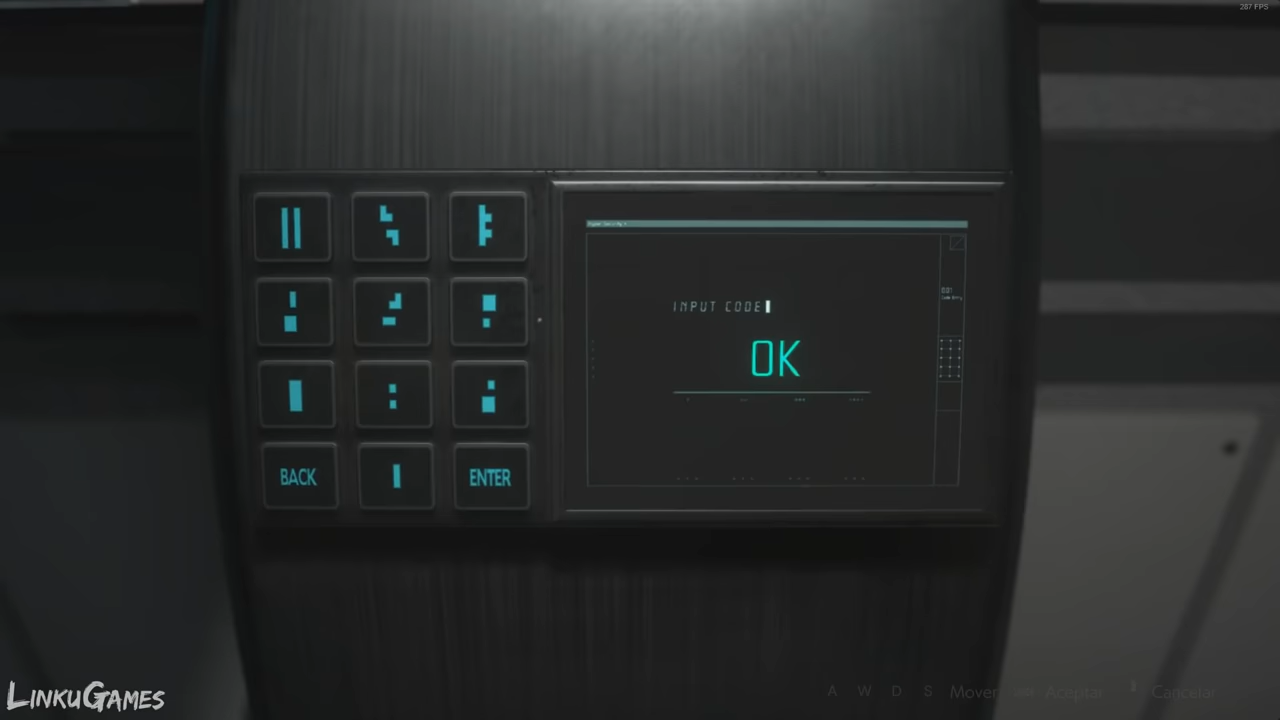 287 FPS
INPUT CODE
OK
BACK
ENTER
A W D S Mover Aceptar Cancelar
LINKUGAMES